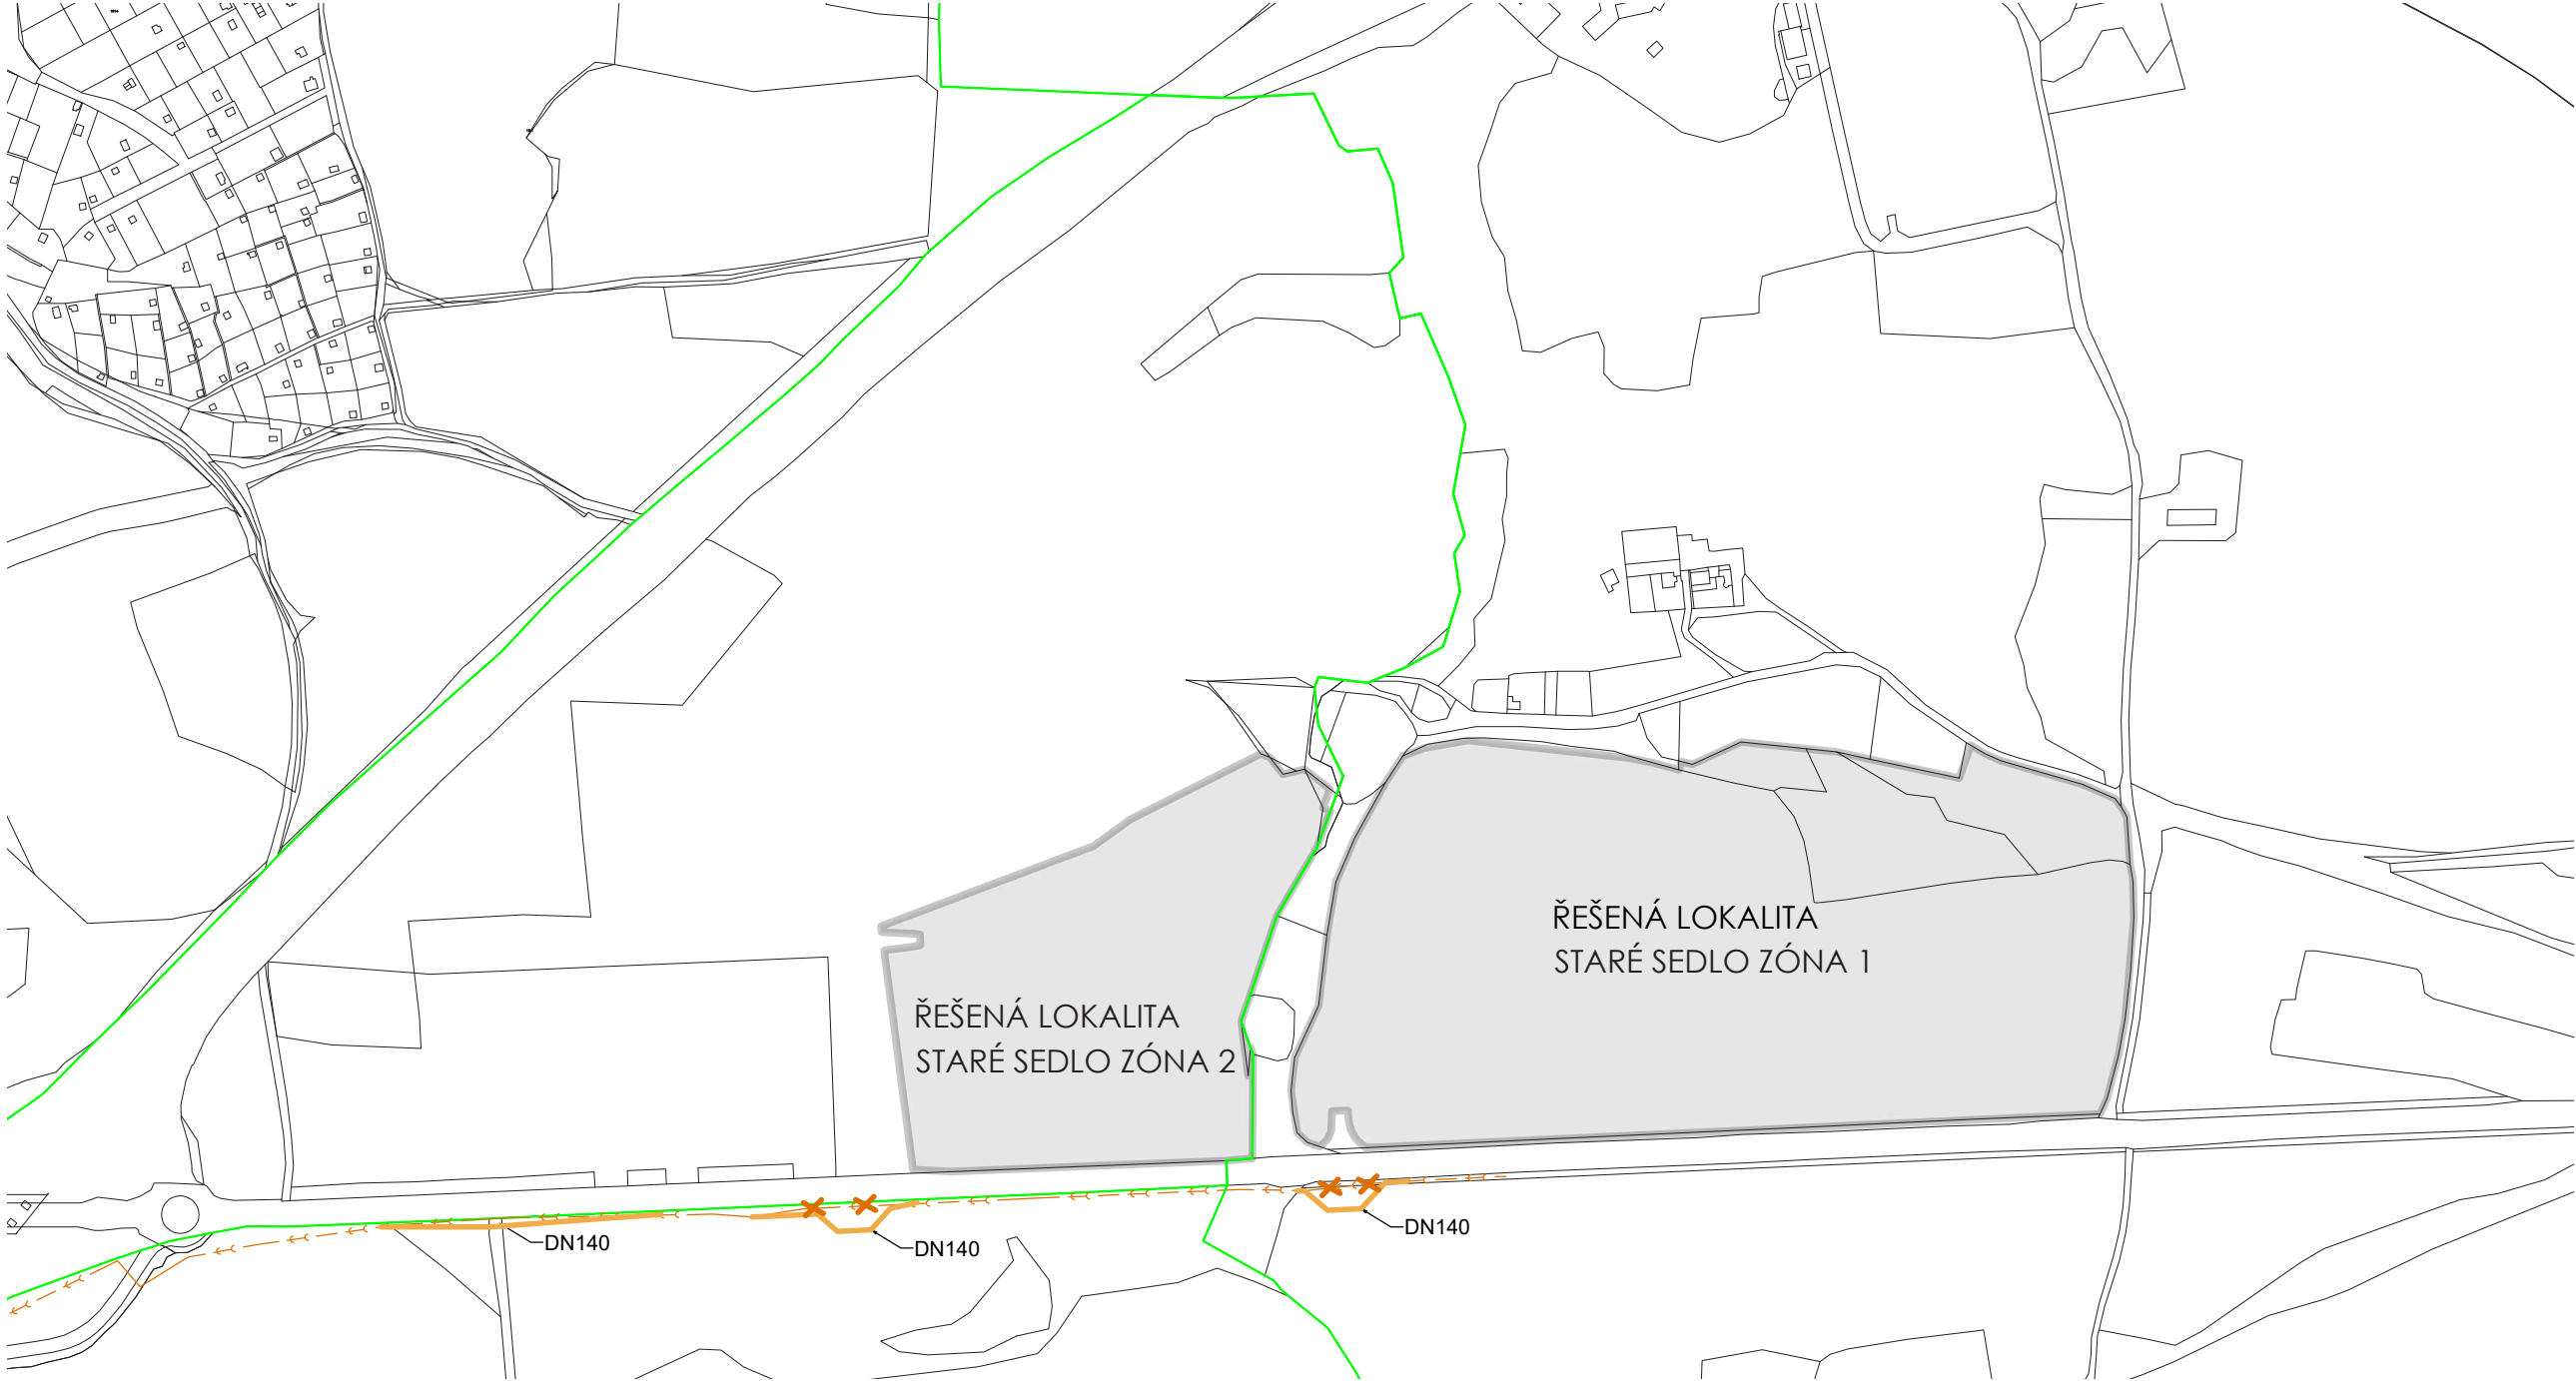 ŘEŠENÁ LOKALITA
STARÉ SEDLO ZÓNA 1
ŘEŠENÁ LOKALITA
STARÉ SEDLO ZÓNA 2
DN140
DN140
DN140